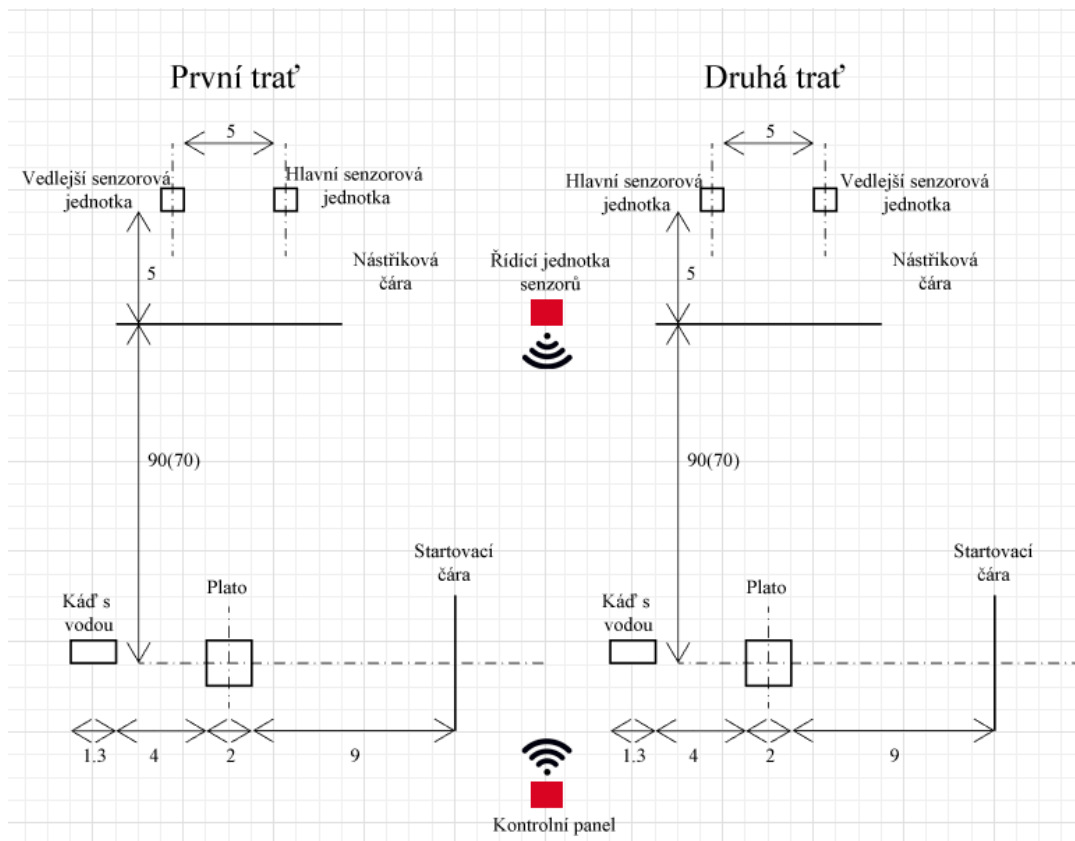 První trať
Druhá trať
5
5
Vedlejší senzorová
jednotka
Hlavní senzorová
jednotka
Hlavní senzorová
jednotka
Vedlejší senzorová
jednotka
5
Nástřiková
čára
Řídící jednotka
senzorů
5
Nástřiková
čára
90(70)
90(70)
Startovací
čára
Startovací
čára
Káď s
vodou
Plato
Káď s
vodou
Plato
1.3
4
2
9
1.3
4
2
9
Kontrolní panel